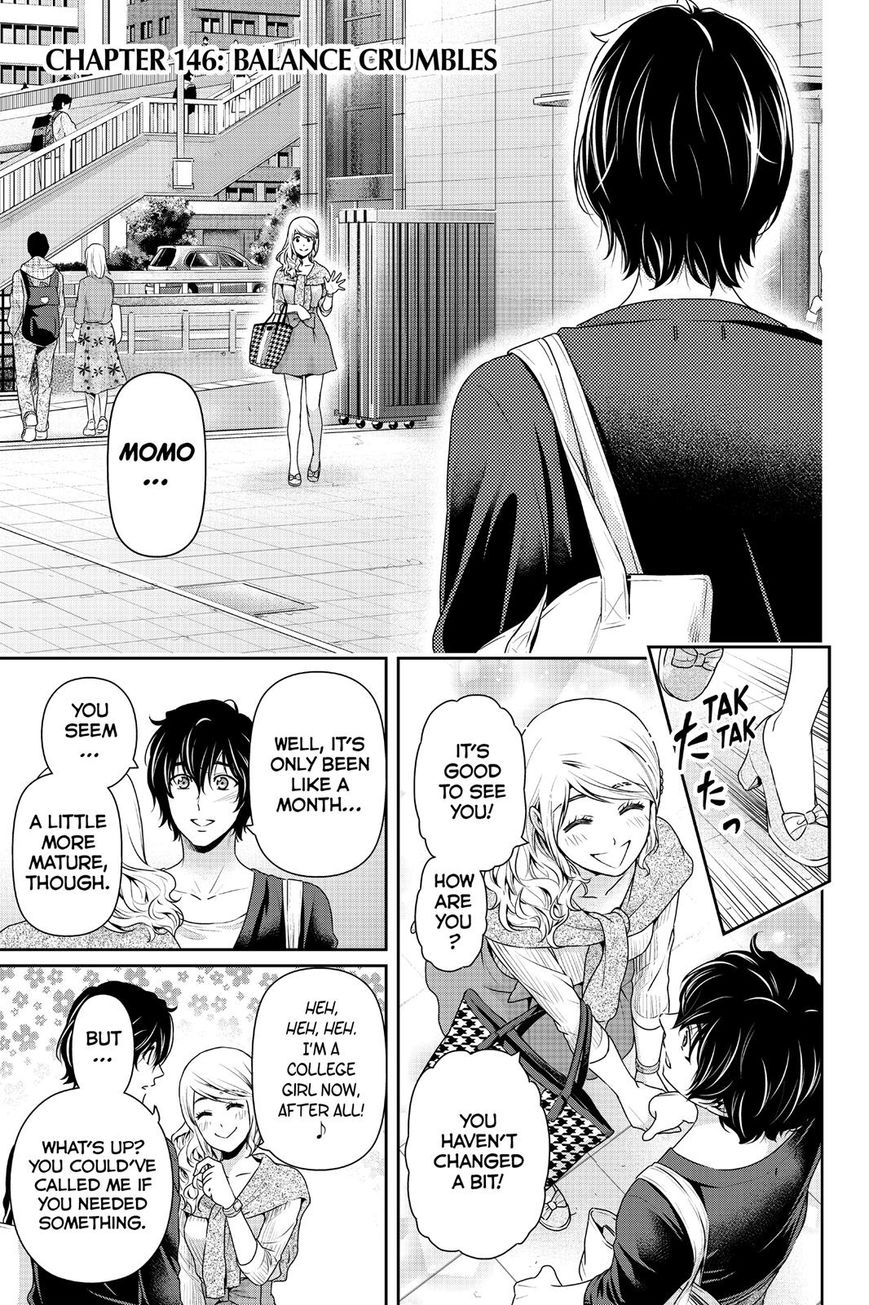 CHAPTER 146: BALANCE CRUMBLES
MOMO
...
TAK
TAK
たたっ
IT'S
GOOD
TO SEE
YOU!
HOW
ARE
YOU
?
YOU
HAVEN'T
CHANGED
A BIT!
WELL, IT'S
ONLY BEEN
LIKE A
MONTH...
YOU
SEEM
...
A LITTLE
MORE
MATURE,
THOUGH.
HEH,
HEH, HEH.
I'M A
COLLEGE
GIRL NOW,
AFTER ALL!
♪
BUT
...
WHAT'S UP?
YOU COULD'VE
CALLED ME IF
YOU NEEDED
SOMETHING.